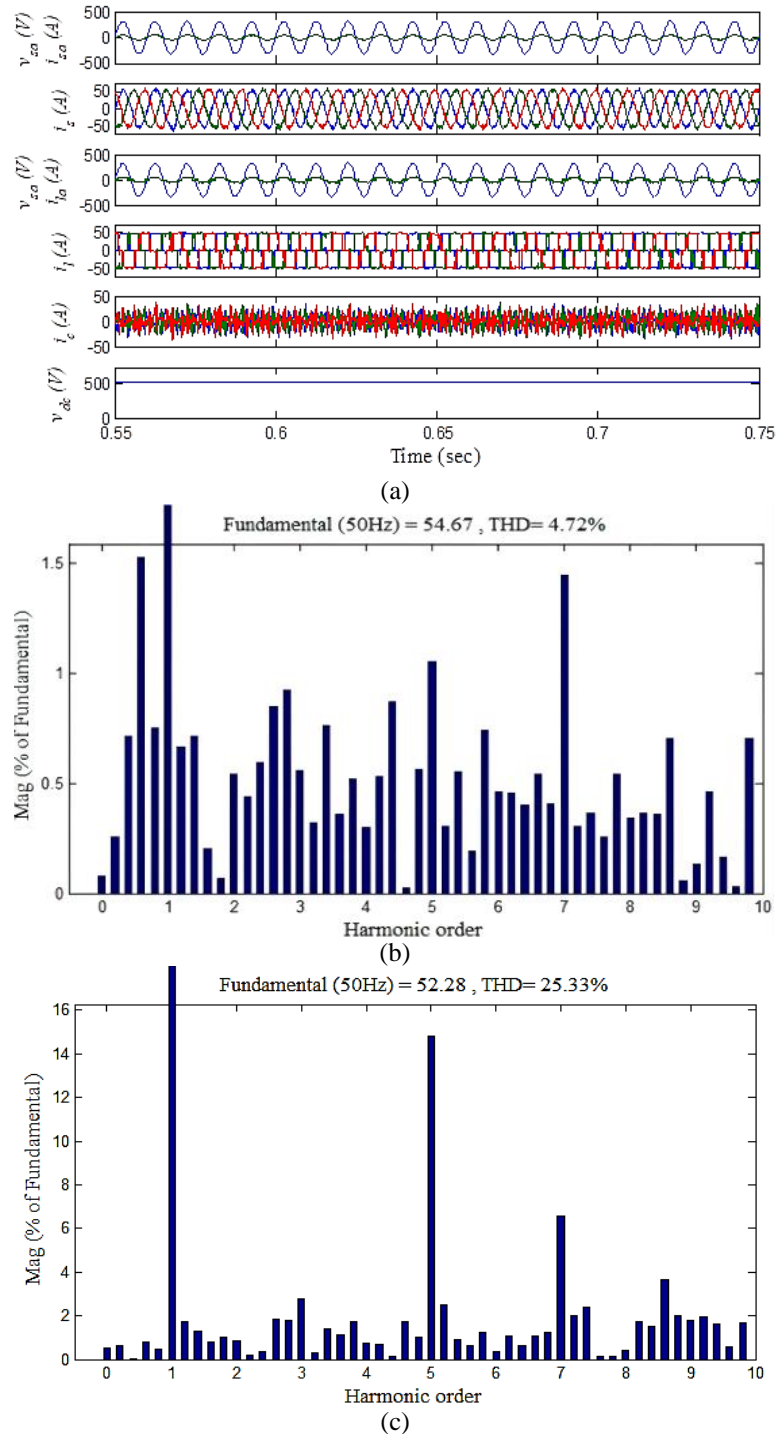 v_sa (V) i_sa (A)
500
0
-500
i_s (A)
50
0
-50
v_sa (V) i_la (A)
500
0
-500
i_l (A)
50
0
-50
i_c (A)
50
0
-50
v_dc (V)
500
0
0.55 0.6 0.65 0.7 0.75
Time (sec)
(a)
Fundamental (50Hz) = 54.67 , THD= 4.72%
Mag (% of Fundamental)
1.5
1
0.5
0
0 1 2 3 4 5 6 7 8 9 10
Harmonic order
(b)
Fundamental (50Hz) = 52.28 , THD= 25.33%
Mag (% of Fundamental)
16
14
12
10
8
6
4
2
0
0 1 2 3 4 5 6 7 8 9 10
Harmonic order
(c)